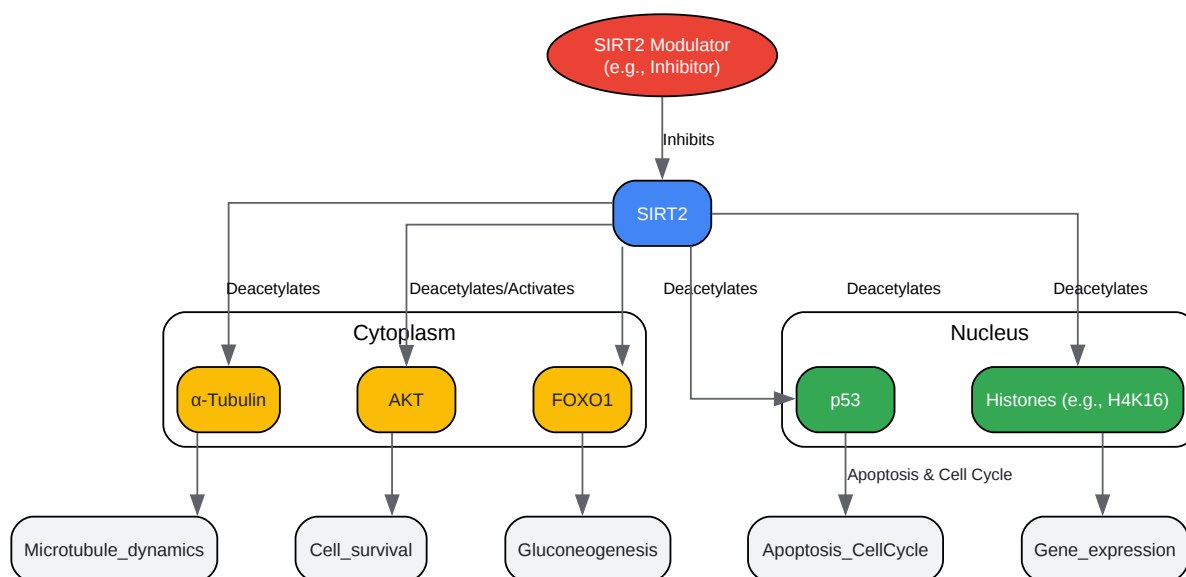 SIRT2 Modulator
(e.g., Inhibitor)
Inhibits
SIRT2
Deacetylates
Deacetylates/Activates
Deacetylates
Deacetylates
Deacetylates
Cytoplasm
Nucleus
α-Tubulin
AKT
FOXO1
p53
Histones (e.g., H4K16)
Apoptosis & Cell Cycle
Microtubule_dynamics
Cell_survival
Gluconeogenesis
Apoptosis_CellCycle
Gene_expression